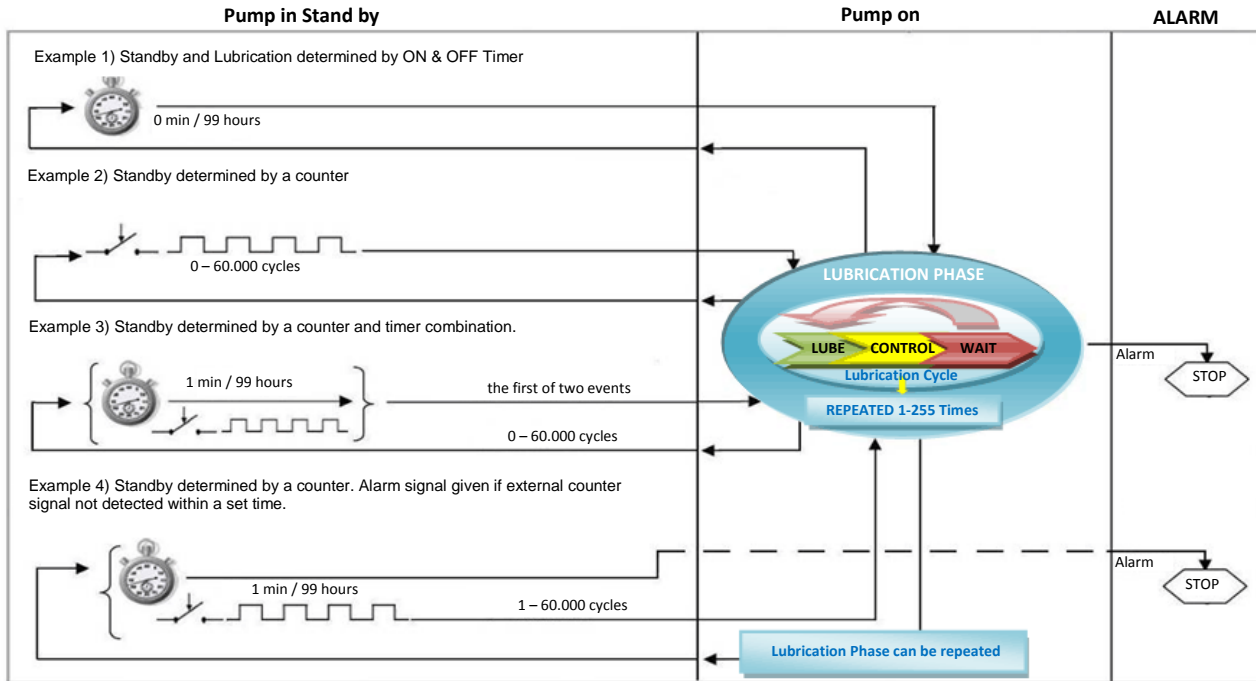 Pump in Stand by
Pump on
ALARM
Example 1) Standby and Lubrication determined by ON & OFF Timer
0 min / 99 hours
Example 2) Standby determined by a counter
0 – 60.000 cycles
LUBRICATION PHASE
Example 3) Standby determined by a counter and timer combination.
LUBE
CONTROL
WAIT
Lubrication Cycle
Alarm
STOP
1 min / 99 hours
the first of two events
REPEATED 1-255 Times
0 – 60.000 cycles
Example 4) Standby determined by a counter. Alarm signal given if external counter
signal not detected within a set time.
Alarm
STOP
1 min / 99 hours
1 – 60.000 cycles
Lubrication Phase can be repeated